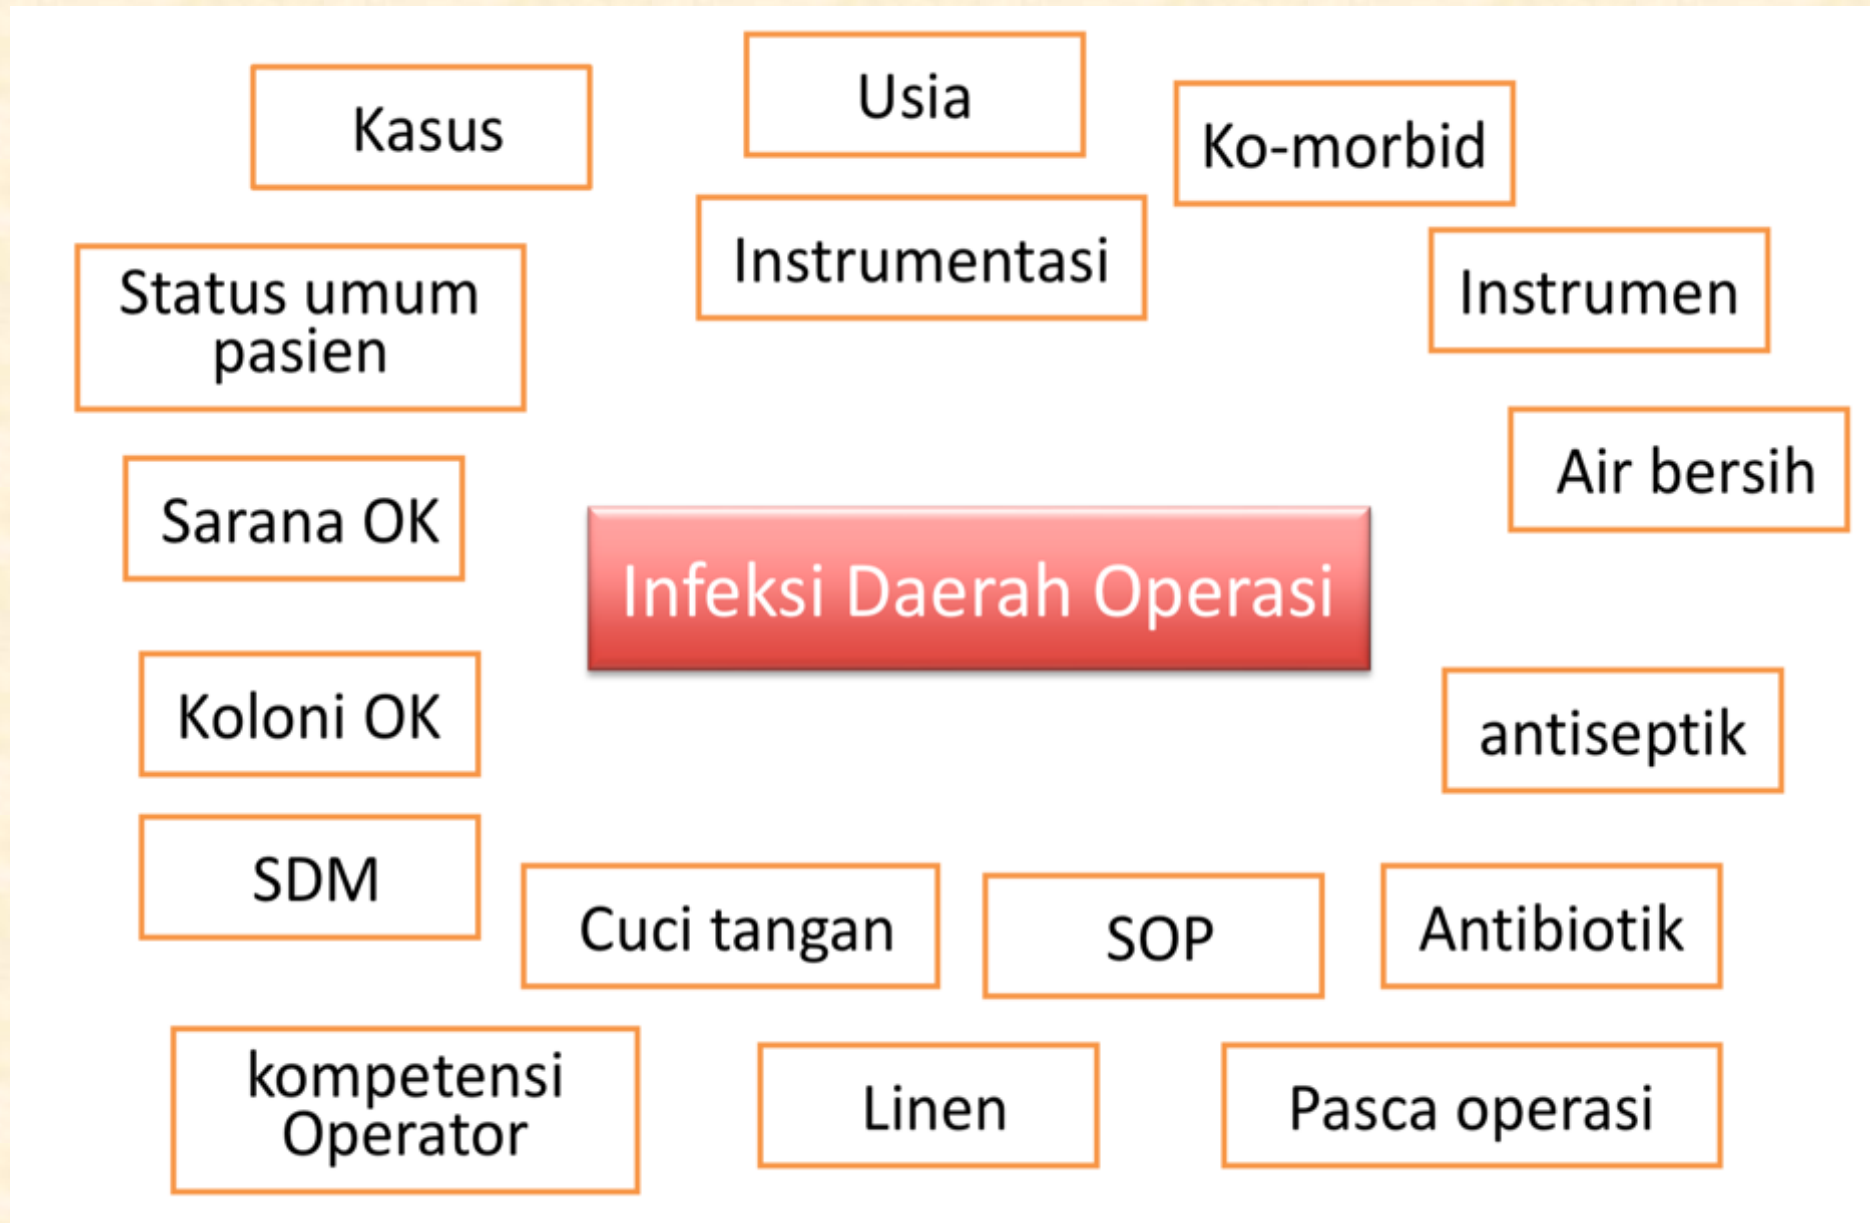 Kasus
Usia
Ko-morbid
Instrumentasi
Status umum
pasien
Instrumen
Sarana OK
Air bersih
Infeksi Daerah Operasi
Koloni OK
antiseptik
SDM
Cuci tangan
SOP
Antibiotik
kompetensi
Operator
Linen
Pasca operasi